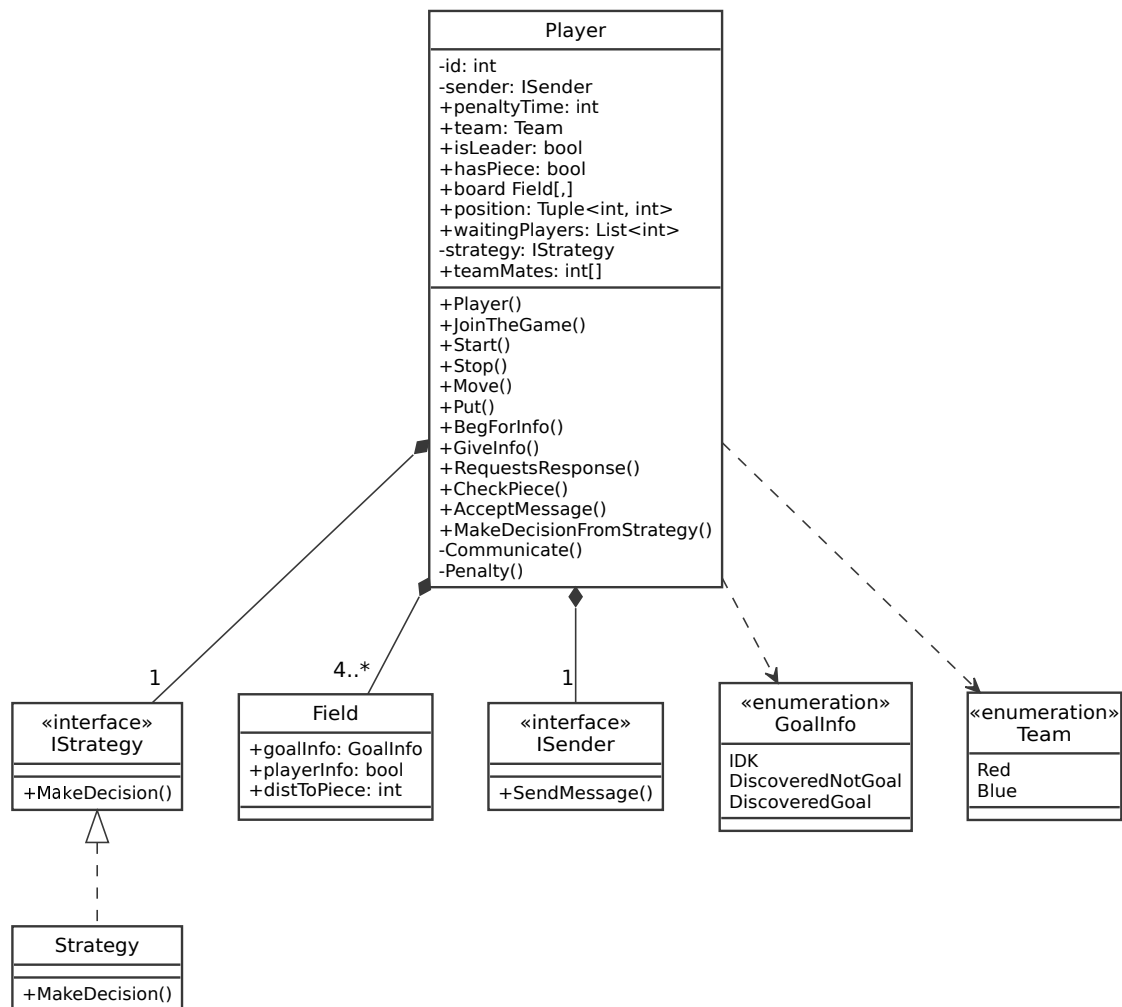 Player
-id: int
-sender: ISender
+penaltyTime: int
+team: Team
+isLeader: bool
+hasPiece: bool
+board Field[,]
+position: Tuple<int, int>
+waitingPlayers: List<int>
-strategy: IStrategy
+teamMates: int[]
+Player()
+JoinTheGame()
+Start()
+Stop()
+Move()
+Put()
+BegForInfo()
+GiveInfo()
+RequestsResponse()
+CheckPiece()
+AcceptMessage()
+MakeDecisionFromStrategy()
-Communicate()
-Penalty()
1
4..*
1
«interface»
IStrategy
+MakeDecision()
Field
+goalInfo: GoalInfo
+playerInfo: bool
+distToPiece: int
«interface»
ISender
+SendMessage()
«enumeration»
GoalInfo
IDK
DiscoveredNotGoal
DiscoveredGoal
«enumeration»
Team
Red
Blue
Strategy
+MakeDecision()